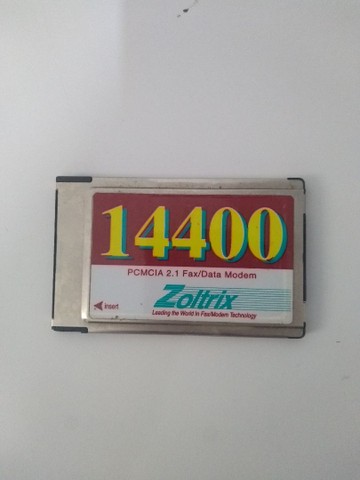 14400
PCMCIA 2.1 Fax/Data Modem
Zoltrix
insert
Leading the World In Fax/Modem Technology